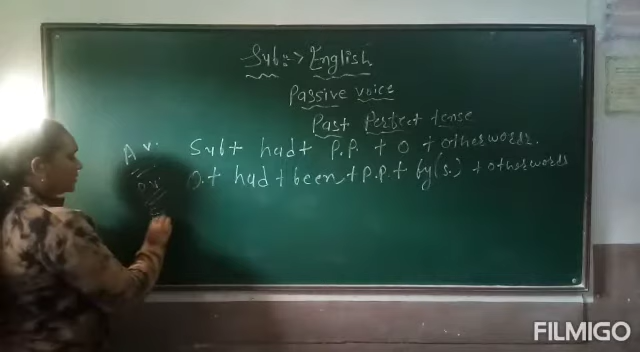 Sub:-> English
Passive voice
Past Perfect tense
A v. Sub+ had+ P.P. + O + otherwords.
P.V. O.+ had + been + P.P. + by(s.) + otherwords
FILMIGO